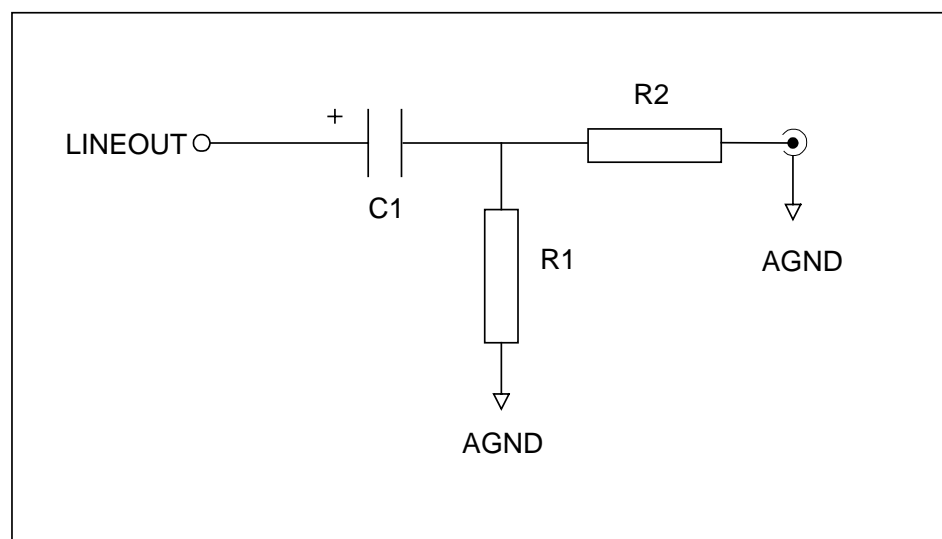 R2
+
LINEOUT
C1
R1
AGND
AGND